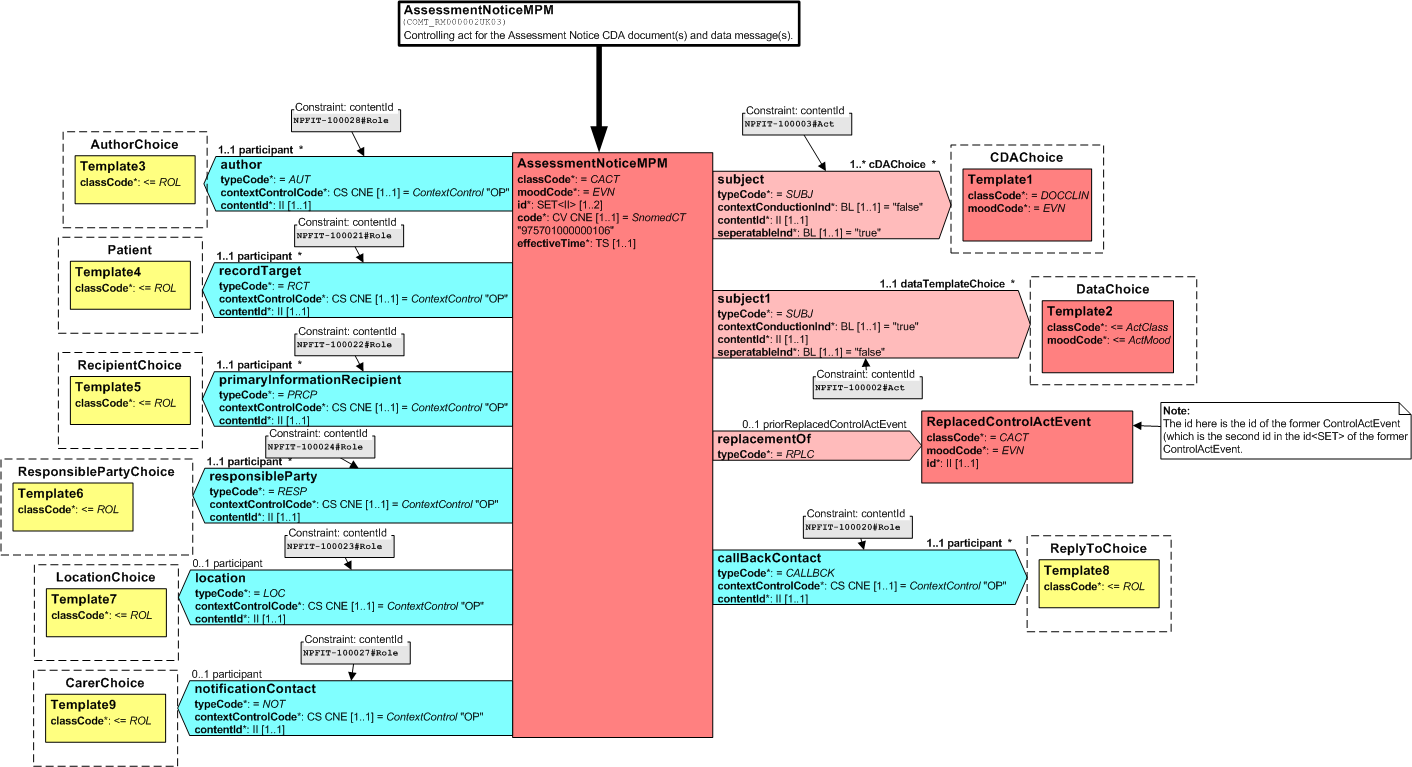 AssessmentNoticeMPM
(COMT_RM000002UK03)
Controlling act for the Assessment Notice CDA document(s) and data message(s).
Constraint: contentId
NPFIT-100028#Role
AuthorChoice
Template3
classCode*: <= ROL
1..1 participant *
author
typeCode*: = AUT
contextControlCode*: CS CNE [1..1] = ContextControl "OP"
contentId*: II [1..1]
Constraint: contentId
NPFIT-100021#Role
Patient
Template4
classCode*: <= ROL
1..1 participant *
recordTarget
typeCode*: = RCT
contextControlCode*: CS CNE [1..1] = ContextControl "OP"
contentId*: II [1..1]
Constraint: contentId
NPFIT-100022#Role
RecipientChoice
Template5
classCode*: <= ROL
1..1 participant *
primaryInformationRecipient
typeCode*: = PRCP
contextControlCode*: CS CNE [1..1] = ContextControl "OP"
contentId*: II [1..1]
Constraint: contentId
NPFIT-100024#Role
ResponsiblePartyChoice
Template6
classCode*: <= ROL
1..1 participant *
responsibleParty
typeCode*: = RESP
contextControlCode*: CS CNE [1..1] = ContextControl "OP"
contentId*: II [1..1]
Constraint: contentId
NPFIT-100023#Role
LocationChoice
Template7
classCode*: <= ROL
0..1 participant
location
typeCode*: = LOC
contextControlCode*: CS CNE [1..1] = ContextControl "OP"
contentId*: II [1..1]
Constraint: contentId
NPFIT-100027#Role
CarerChoice
Template9
classCode*: <= ROL
0..1 participant
notificationContact
typeCode*: = NOT
contextControlCode*: CS CNE [1..1] = ContextControl "OP"
contentId*: II [1..1]
AssessmentNoticeMPM
classCode*: = CACT
moodCode*: = EVN
id*: SET<II> [1..2]
code*: CV CNE [1..1] = SnomedCT
"975701000000106"
effectiveTime*: TS [1..1]
Constraint: contentId
NPFIT-100003#Act
1..* cDAChoice *
subject
typeCode*: = SUBJ
contextConductionInd*: BL [1..1] = "false"
contentId*: II [1..1]
seperatableInd*: BL [1..1] = "true"
CDAChoice
Template1
classCode*: = DOCCLIN
moodCode*: = EVN
1..1 dataTemplateChoice *
subject1
typeCode*: = SUBJ
contextConductionInd*: BL [1..1] = "true"
contentId*: II [1..1]
seperatableInd*: BL [1..1] = "false"
Constraint: contentId
NPFIT-100002#Act
DataChoice
Template2
classCode*: <= ActClass
moodCode*: <= ActMood
0..1 priorReplacedControlActEvent
replacementOf
typeCode*: = RPLC
ReplacedControlActEvent
classCode*: = CACT
moodCode*: = EVN
id*: II [1..1]
Note:
The id here is the id of the former ControlActEvent
(which is the second id in the id<SET> of the former
ControlActEvent.
Constraint: contentId
NPFIT-100020#Role
1..1 participant *
callBackContact
typeCode*: = CALLBCK
contextControlCode*: CS CNE [1..1] = ContextControl "OP"
contentId*: II [1..1]
ReplyToChoice
Template8
classCode*: <= ROL